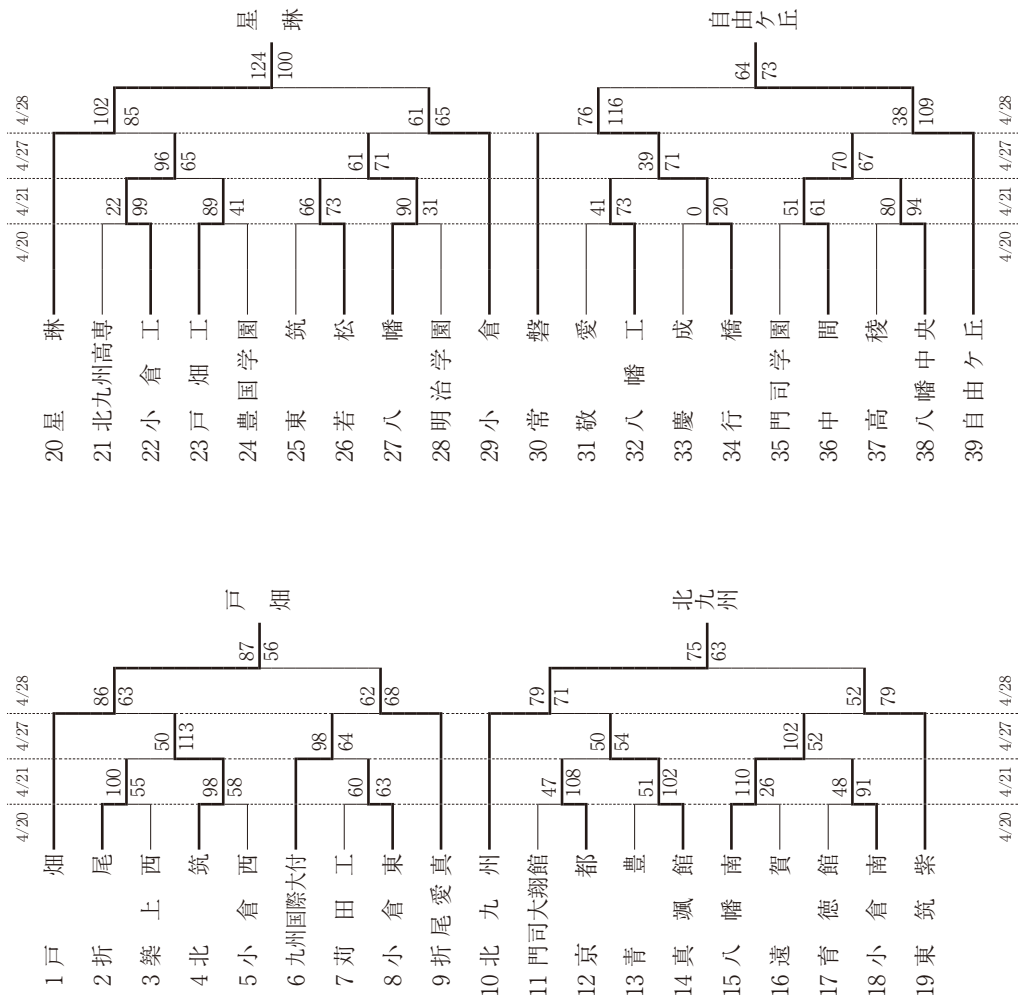 星琳
124
100
102
85
61
65
96
65
61
71
22
99
89
41
66
73
90
31
4/28
4/27
4/21
4/20
20 星琳
21 北九州高専
22 小倉工
23 戸畑工
24 豊国学園
25 東筑
26 若松
27 八幡
28 明治学園
29 小倉
自由ケ丘
64
73
76
116
38
109
39
71
70
67
41
73
0
20
51
61
80
94
4/28
4/27
4/21
4/20
30 常磐
31 敬愛
32 八幡工
33 慶成
34 行橋
35 門司学園
36 中間
37 高稜
38 八幡中央
39 自由ケ丘
戸畑
87
56
86
63
62
68
50
113
98
64
100
55
98
58
60
63
4/28
4/27
4/21
4/20
1 戸畑
2 折尾
3 築上西
4 北筑
5 小倉西
6 九州国際大付
7 苅田工
8 小倉東
9 折尾愛真
北九州
75
63
79
71
52
79
50
54
102
52
47
108
51
102
110
26
48
91
4/28
4/27
4/21
4/20
10 北九州
11 門司大翔館
12 京都
13 青豊
14 真颯館
15 八幡南
16 遠賀
17 育徳館
18 小倉南
19 東筑紫